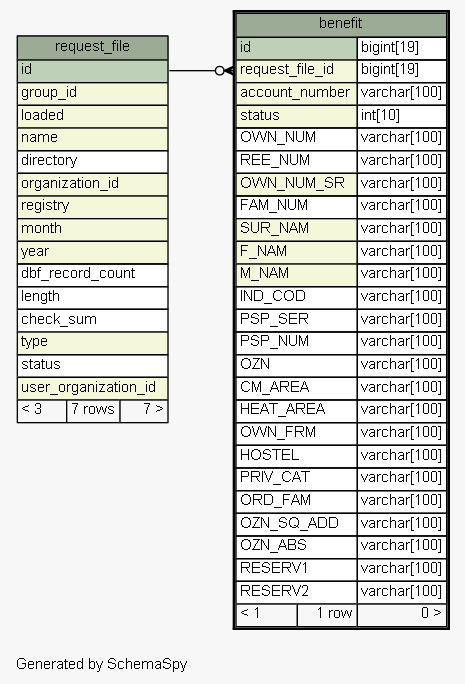 request_file
id
group_id
loaded
name
directory
organization_id
registry
month
year
dbf_record_count
length
check_sum
type
status
user_organization_id
< 3 7 rows 7 >
benefit
id bigint[19]
request_file_id bigint[19]
account_number varchar[100]
status int[10]
OWN_NUM varchar[100]
REE_NUM varchar[100]
OWN_NUM_SR varchar[100]
FAM_NUM varchar[100]
SUR_NAM varchar[100]
F_NAM varchar[100]
M_NAM varchar[100]
IND_COD varchar[100]
PSP_SER varchar[100]
PSP_NUM varchar[100]
OZN varchar[100]
CM_AREA varchar[100]
HEAT_AREA varchar[100]
OWN_FRM varchar[100]
HOSTEL varchar[100]
PRIV_CAT varchar[100]
ORD_FAM varchar[100]
OZN_SQ_ADD varchar[100]
OZN_ABS varchar[100]
RESERV1 varchar[100]
RESERV2 varchar[100]
< 1 1 row 0 >
Generated by SchemaSpy